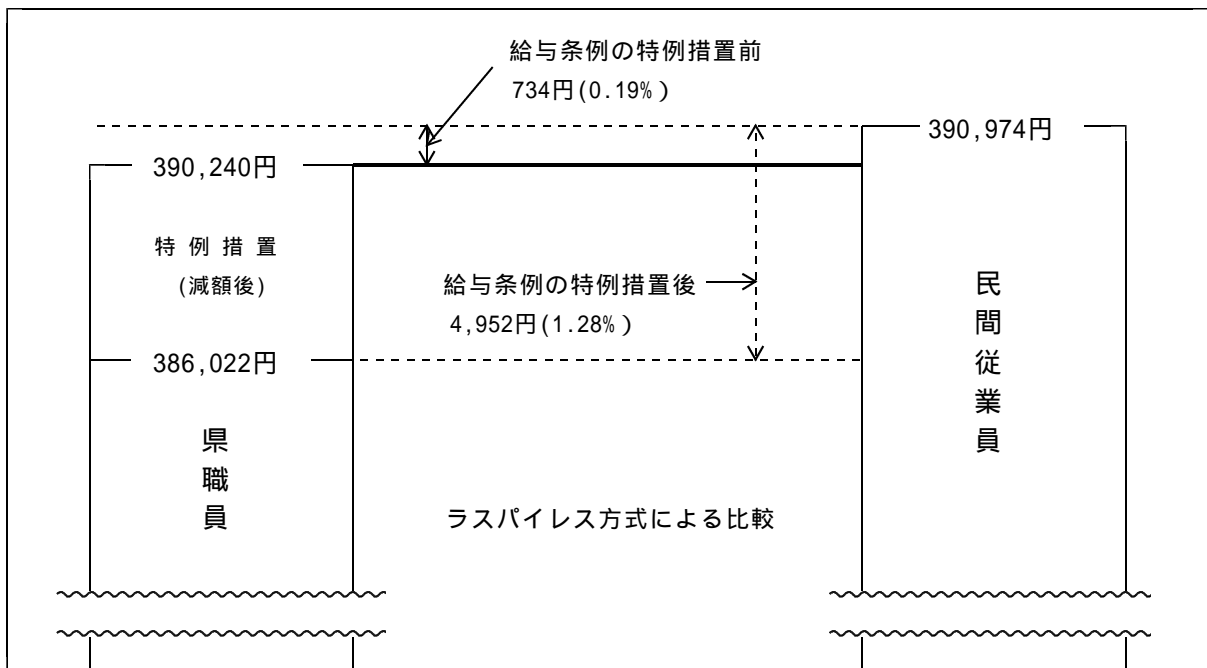 給与条例の特例措置前
734円(0.19%)
390,974円
390,240円
特例措置
(減額後)
給与条例の特例措置後
4,952円(1.28%)
386,022円
民間従業員
県職員
ラスパイレス方式による比較